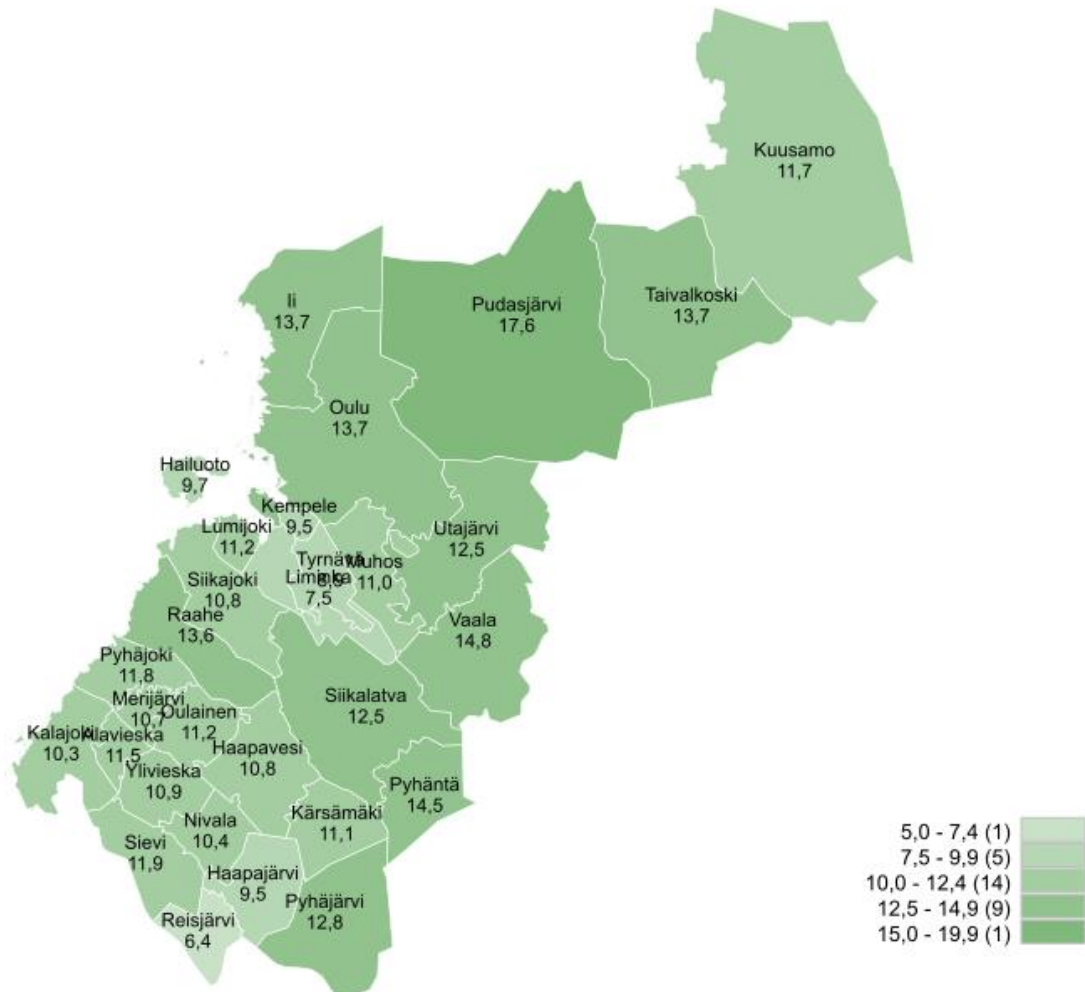 Kuusamo
11,7
Taivalkoski
13,7
Pudasjärvi
17,6
Ii
13,7
Oulu
13,7
Hailuoto
9,7
Kempele
9,5
Lumijoki
11,2
Utajärvi
12,5
Tyrnävä
Muhos
11,0
Liminka
7,5
Siikajoki
10,8
Raahe
13,6
Vaala
14,8
Pyhäjoki
11,8
Siikalatva
12,5
Merijärvi
10,7
Oulainen
11,2
Kalajoki
10,3
Alavieska
11,5
Haapavesi
10,8
Ylivieska
10,9
Pyhäntä
14,5
Kärsämäki
11,1
Nivala
10,4
Sievi
11,9
Haapajärvi
9,5
Pyhäjärvi
12,8
Reisjärvi
6,4
5,0 - 7,4 (1)
7,5 - 9,9 (5)
10,0 - 12,4 (14)
12,5 - 14,9 (9)
15,0 - 19,9 (1)